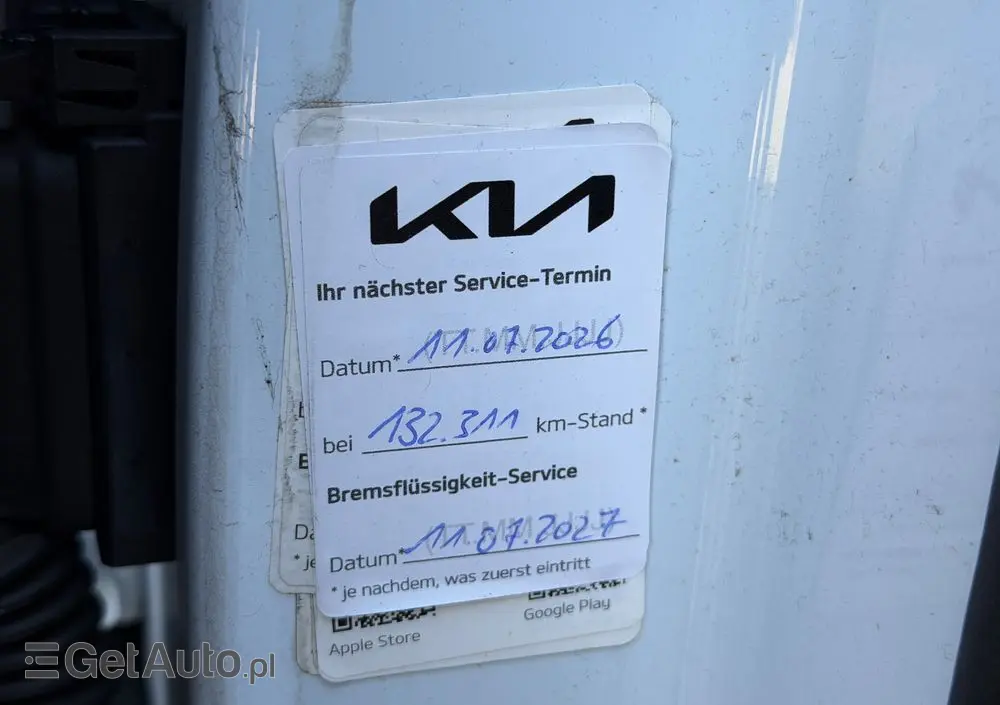 KIA
Ihr nächster Service-Termin
Datum* 11.07.2026
bei 132.311 km-Stand *
Bremsflüssigkeit-Service
Datum* 11.07.2027
* je nachdem, was zuerst eintritt
Apple Store
Google Play
GetAuto.pl